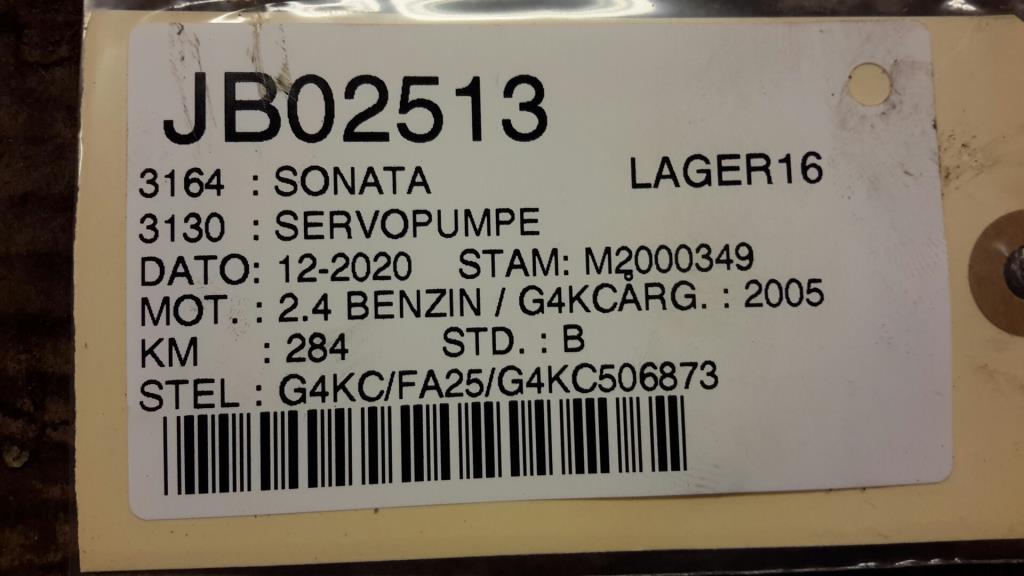 JB02513
3164 : SONATA LAGER16
3130 : SERVOPUMPE
DATO: 12-2020 STAM: M2000349
MOT. : 2.4 BENZIN / G4KCÅRG. : 2005
KM : 284 STD. : B
STEL : G4KC/FA25/G4KC506873